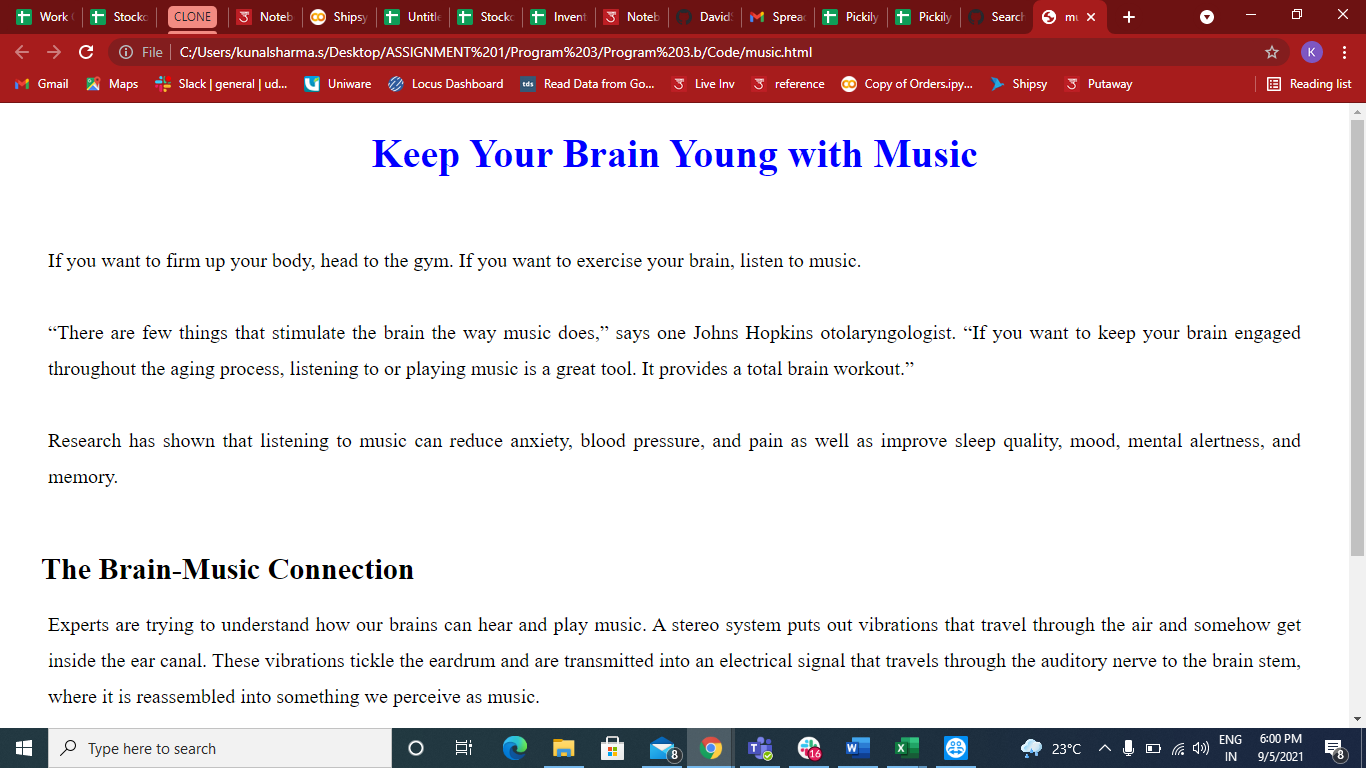 Work
Stock
CLONE
Noteb
Shipsy
Untitle
Stock
Invent
Noteb
David
Sprea
Pickily
Pickily
Search
mu
File C:/Users/kunalsharma.s/Desktop/ASSIGNMENT%201/Program%203/Program%203.b/Code/music.html
K
Gmail Maps Slack | general | ud... Uniware Locus Dashboard tds Read Data from Go... Live Inv reference Copy of Orders.ipy... Shipsy Putaway Reading list
Keep Your Brain Young with Music
If you want to firm up your body, head to the gym. If you want to exercise your brain, listen to music.
“There are few things that stimulate the brain the way music does,” says one Johns Hopkins otolaryngologist. “If you want to keep your brain engaged
throughout the aging process, listening to or playing music is a great tool. It provides a total brain workout.”
Research has shown that listening to music can reduce anxiety, blood pressure, and pain as well as improve sleep quality, mood, mental alertness, and
memory.
The Brain-Music Connection
Experts are trying to understand how our brains can hear and play music. A stereo system puts out vibrations that travel through the air and somehow get
inside the ear canal. These vibrations tickle the eardrum and are transmitted into an electrical signal that travels through the auditory nerve to the brain stem,
where it is reassembled into something we perceive as music.
Type here to search
8
16
23°C
ENG
IN
6:00 PM
9/5/2021
8